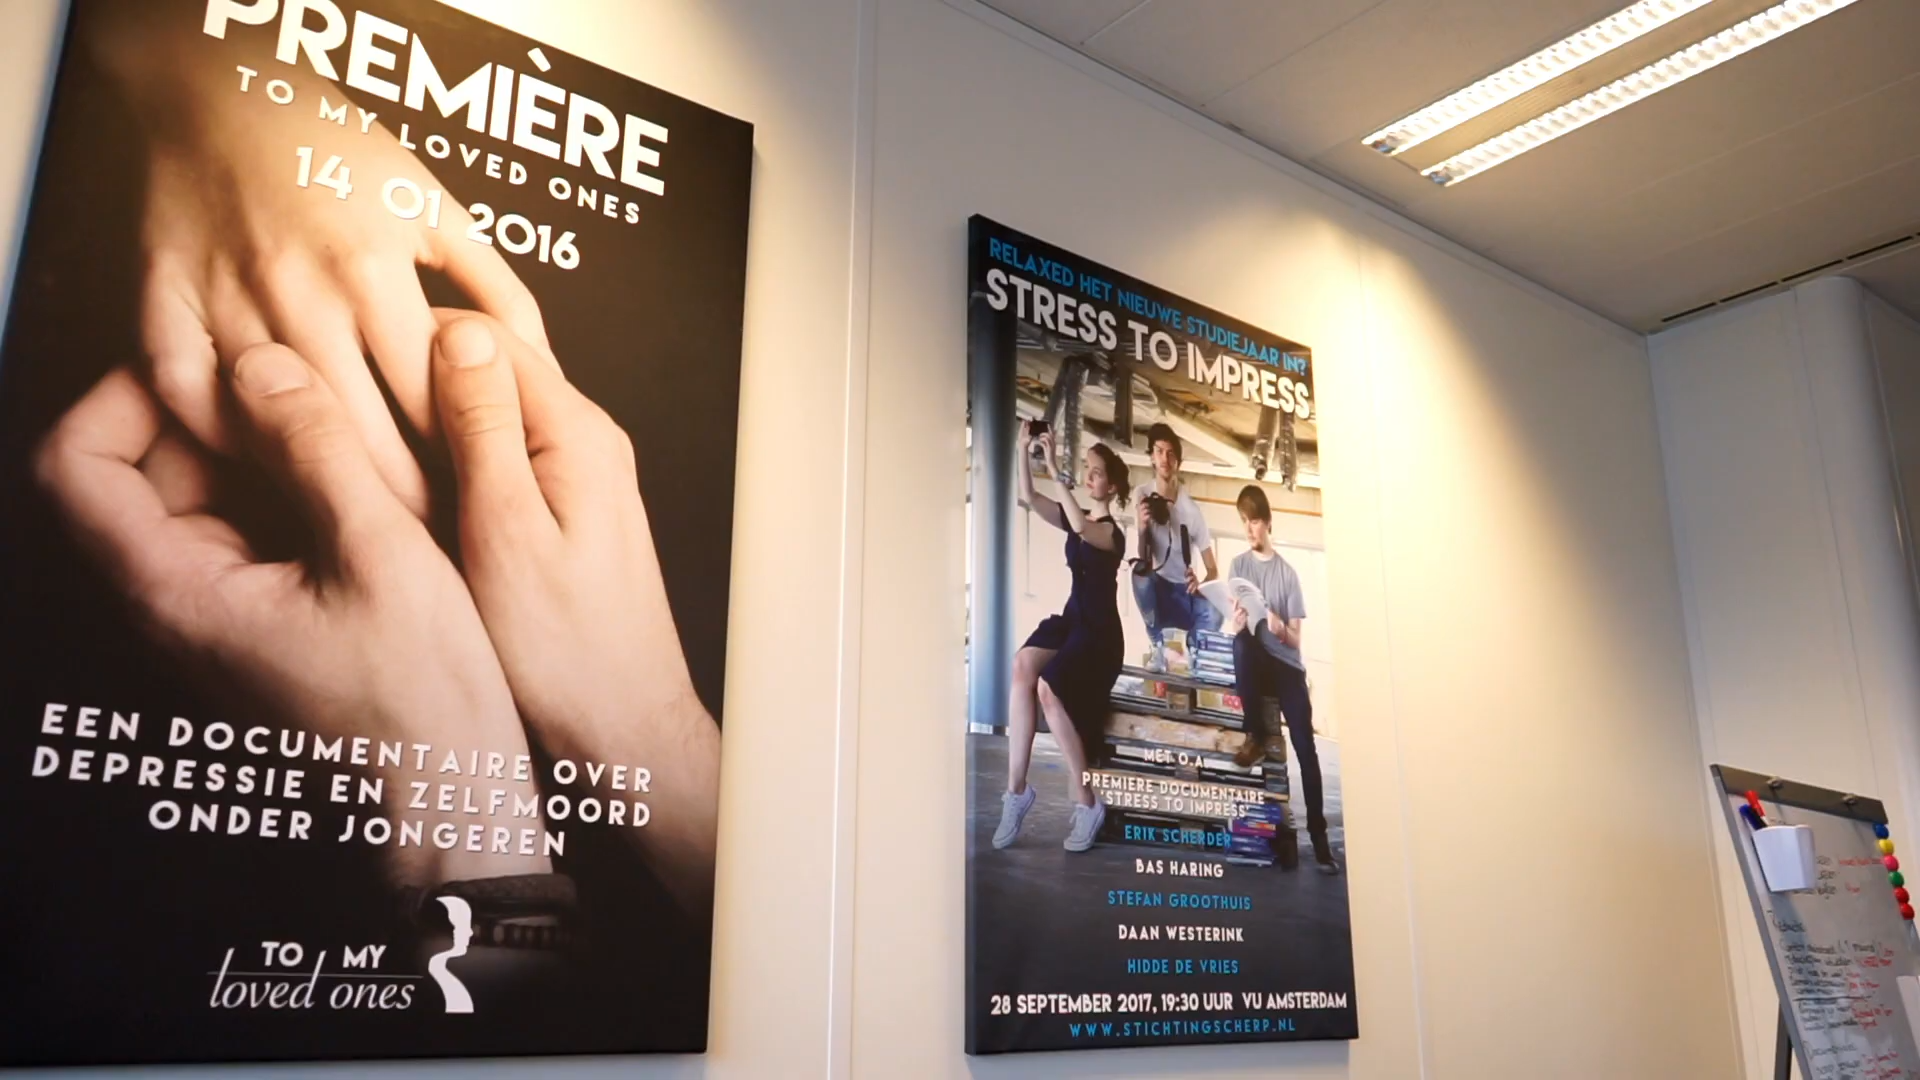 PREMIÈRE
TO MY LOVED ONES
14 01 2016
EEN DOCUMENTAIRE OVER
DEPRESSIE EN ZELFMOORD
ONDER JONGEREN
TO MY
loved ones
RELAXED HET NIEUWE STUDIEJAAR IN?
STRESS TO IMPRESS
MET O.A.
PREMIERE DOCUMENTAIRE
'STRESS TO IMPRESS'
ERIK SCHERDER
BAS HARING
STEFAN GROOTHUIS
DAAN WESTERINK
HIDDE DE VRIES
28 SEPTEMBER 2017, 19:30 UUR VU AMSTERDAM
WWW.STICHTINGSCHERP.NL